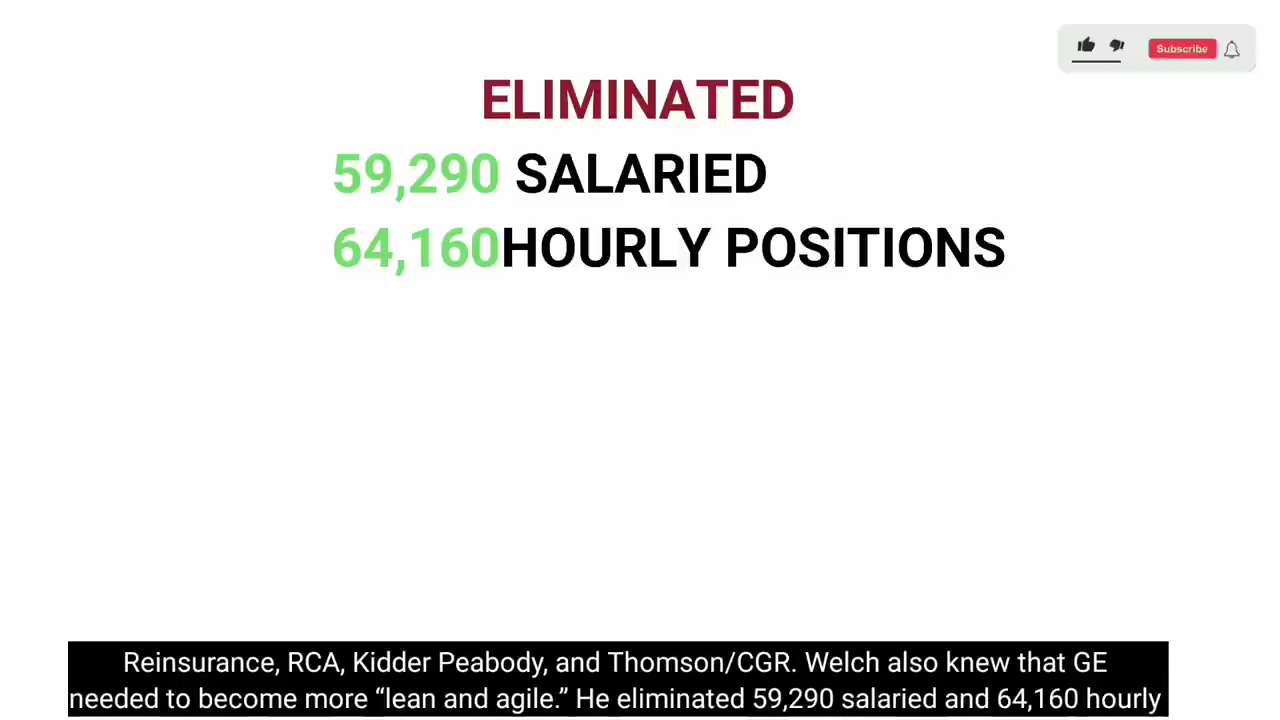 Subscribe
ELIMINATED
59,290 SALARIED
64,160HOURLY POSITIONS
Reinsurance, RCA, Kidder Peabody, and Thomson/CGR. Welch also knew that GE
needed to become more “lean and agile.” He eliminated 59,290 salaried and 64,160 hourly